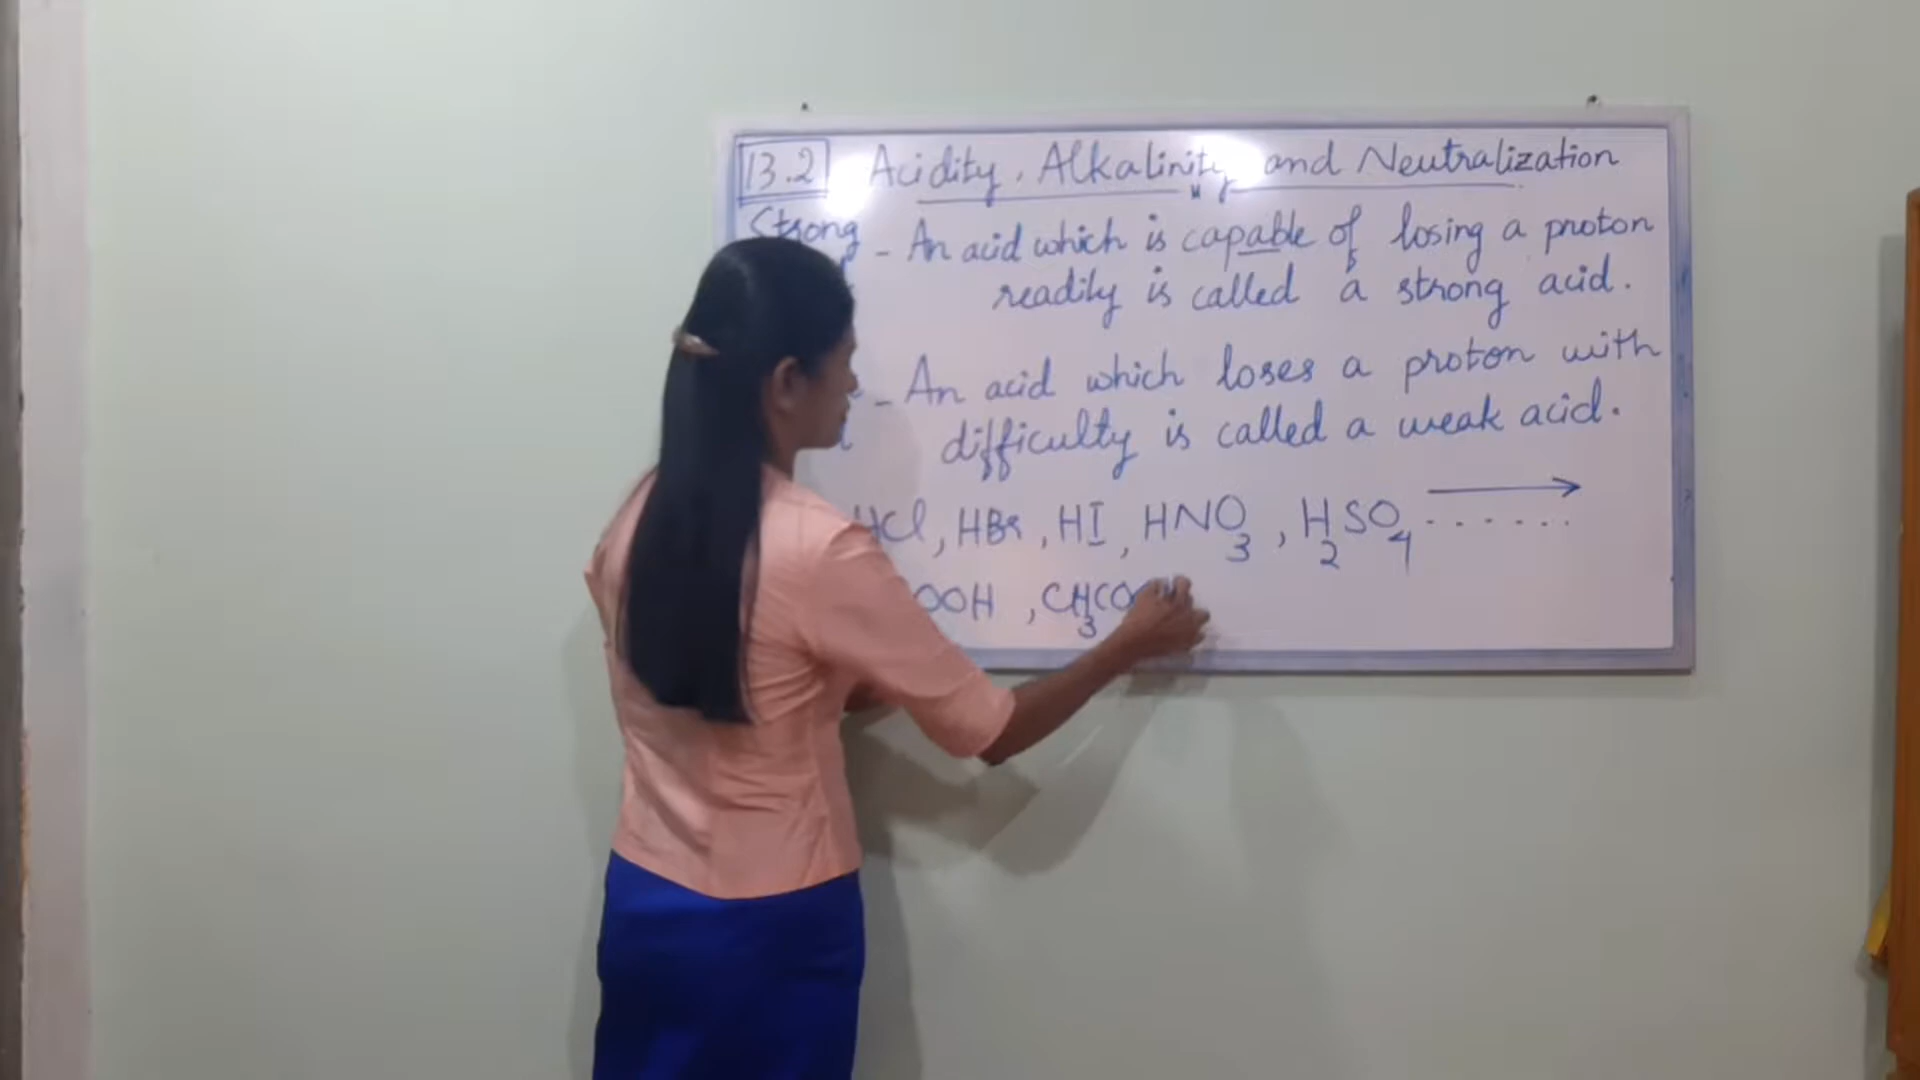 13.2 Acidity, Alkalinity and Neutralization
Strong - An acid which is capable of losing a proton
readily is called a strong acid.
- An acid which loses a proton with
difficulty is called a weak acid.
HCl, HBr, HI, HNO3, H2SO4 ......
OOH, CH3COO